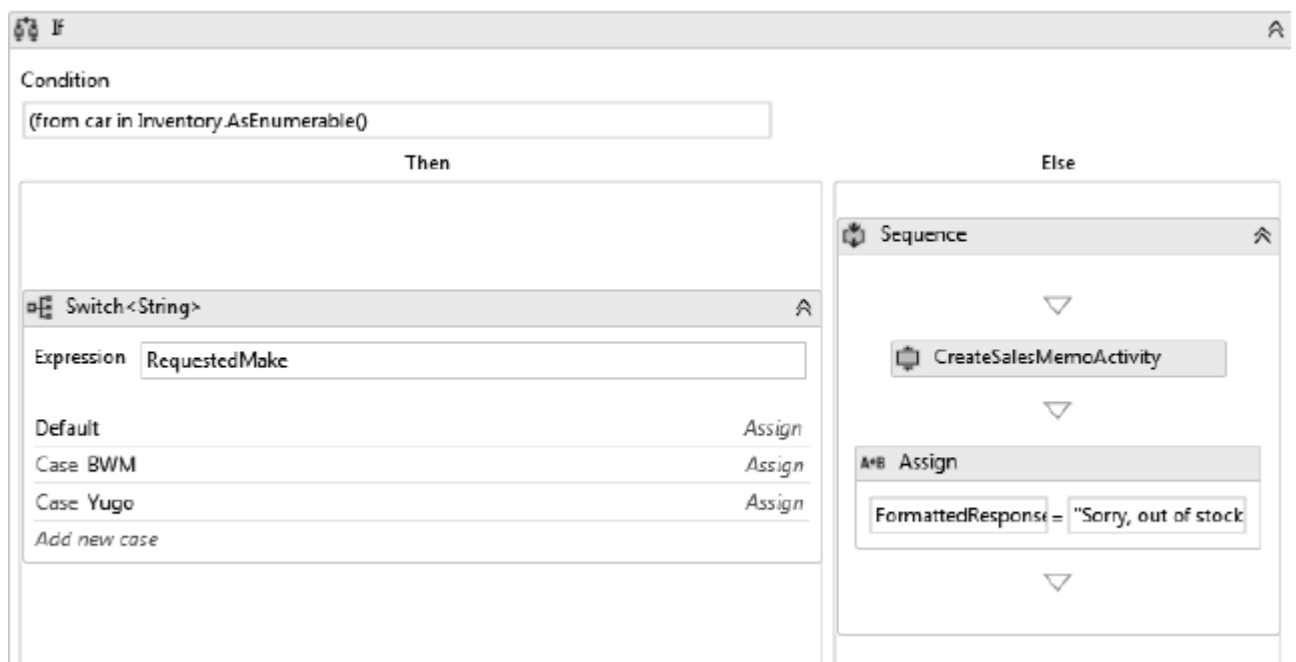 If
Condition
(from car in Inventory.AsEnumerable()
Then
Else
Sequence
Switch<String>
Expression RequestedMake
CreateSalesMemoActivity
Default Assign
Case BWM Assign
A*B Assign
Case Yugo Assign
FormattedResponse = "Sorry, out of stock
Add new case